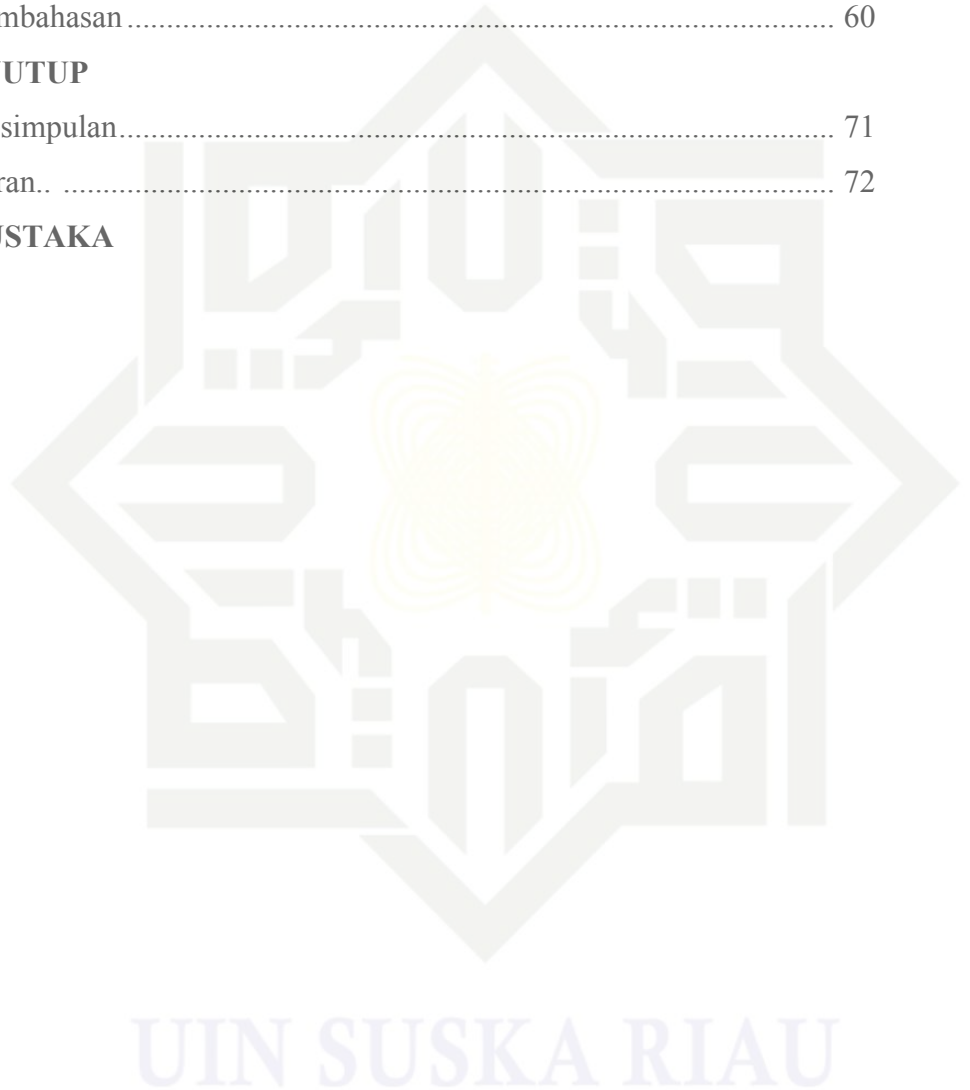 mbahasan ........................................................................................ 60
UTUP
simpulan........................................................................................ 71
ran.. ................................................................................................ 72
USTAKA
UIN SUSKA RIAU